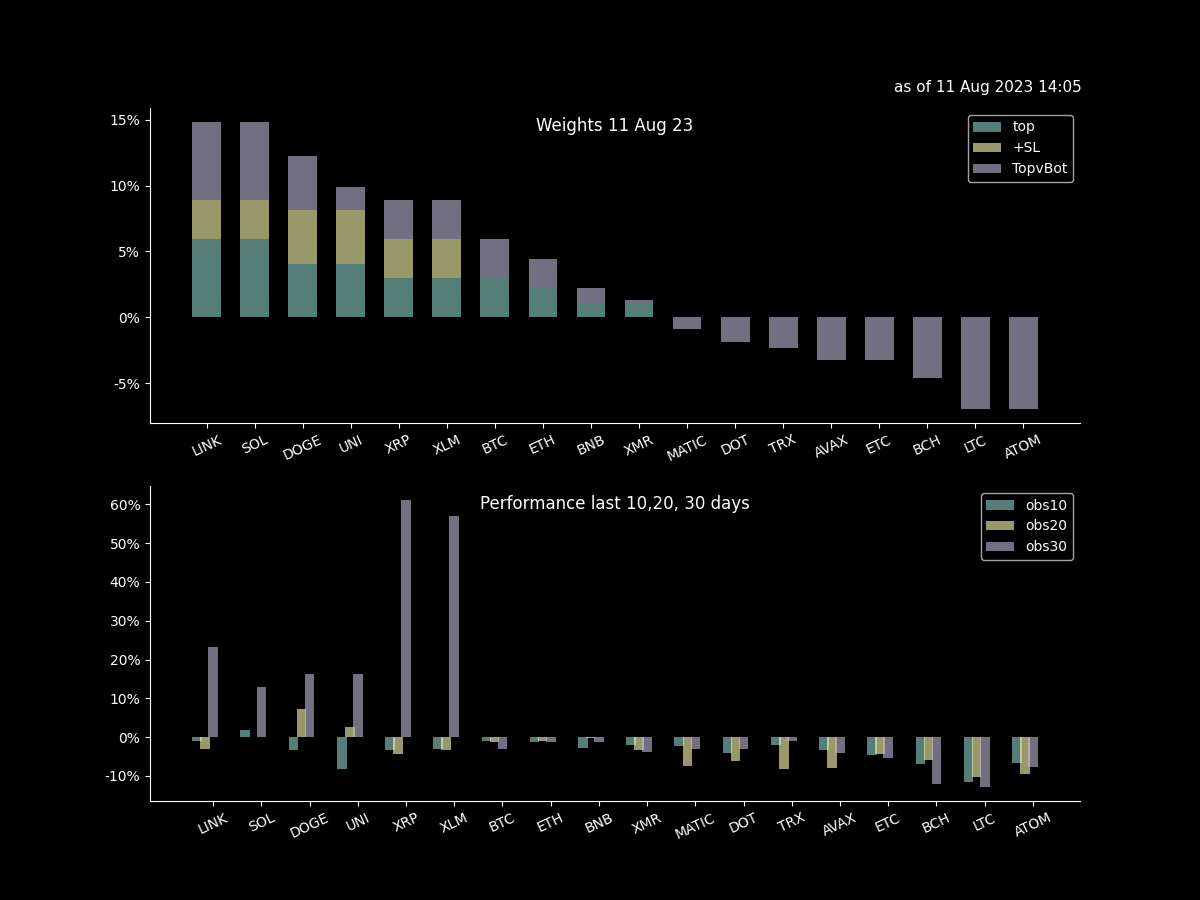 as of 11 Aug 2023 14:05
Weights 11 Aug 23
top
+SL
TopvBot
15%
10%
5%
0%
-5%
LINK SOL DOGE UNI XRP XLM BTC ETH BNB XMR MATIC DOT TRX AVAX ETC BCH LTC ATOM
Performance last 10,20, 30 days
obs10
obs20
obs30
60%
50%
40%
30%
20%
10%
0%
-10%
LINK SOL DOGE UNI XRP XLM BTC ETH BNB XMR MATIC DOT TRX AVAX ETC BCH LTC ATOM